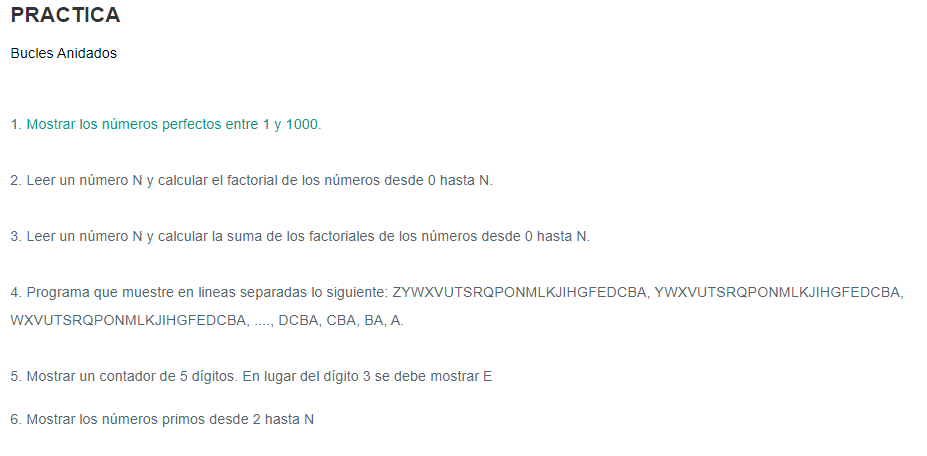 PRACTICA
Bucles Anidados
1. Mostrar los números perfectos entre 1 y 1000.
2. Leer un número N y calcular el factorial de los números desde 0 hasta N.
3. Leer un número N y calcular la suma de los factoriales de los números desde 0 hasta N.
4. Programa que muestre en lineas separadas lo siguiente: ZYWXVUTSRQPONMLKJIHGFEDCBA, YWXVUTSRQPONMLKJIHGFEDCBA,
WXVUTSRQPONMLKJIHGFEDCBA, ...., DCBA, CBA, BA, A.
5. Mostrar un contador de 5 dígitos. En lugar del dígito 3 se debe mostrar E
6. Mostrar los números primos desde 2 hasta N